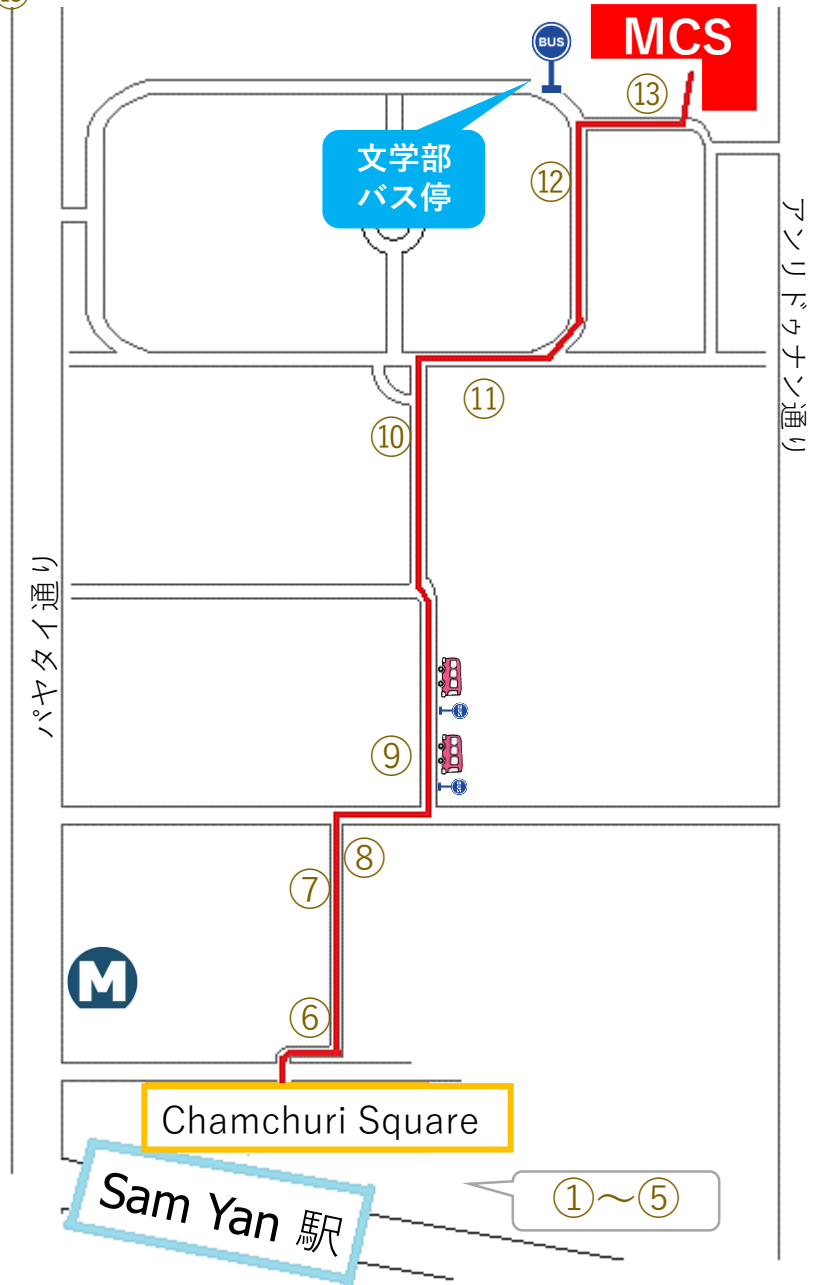 MCS
BUS
⑬
文学部
バス停
⑫
アンリドゥナン通り
⑪
⑩
パヤタイ通り
⑨
⑧
⑦
M
⑥
Chamchuri Square
Sam Yan 駅
①～⑤